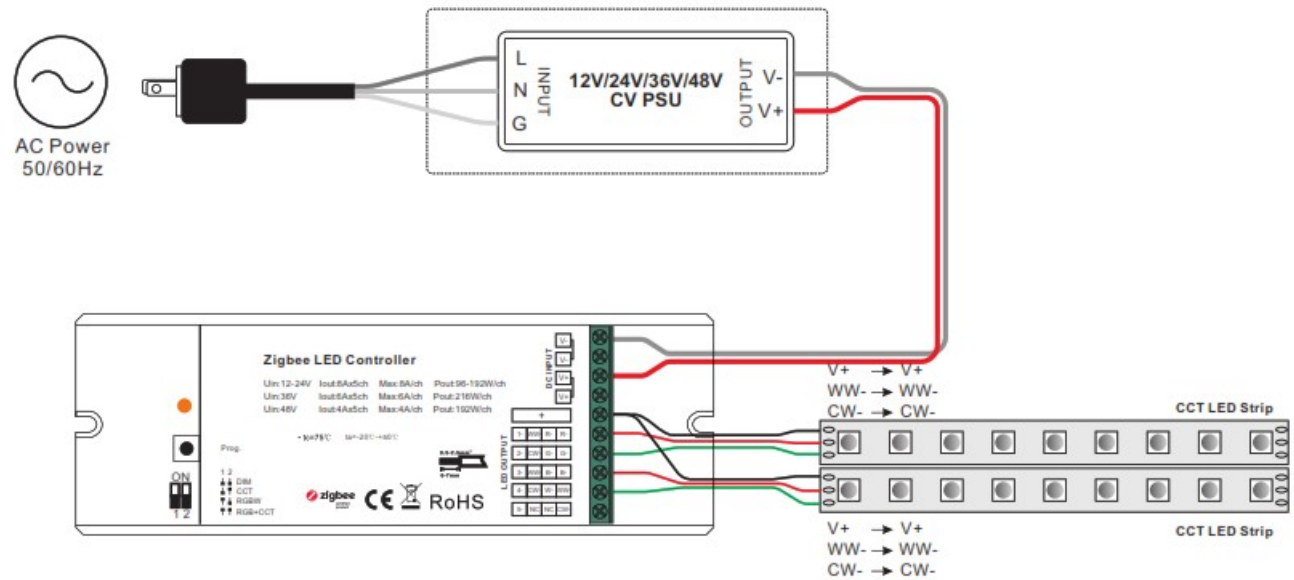 AC Power
50/60Hz
L
N
G
INPUT
12V/24V/36V/48V
CV PSU
OUTPUT
V-
V+
Zigbee LED Controller
Uin:12-24V Iout:8Ax5ch Max:8A/ch Pout:96-192W/ch
Uin:36V Iout:6Ax5ch Max:6A/ch Pout:216W/ch
Uin:48V Iout:4Ax5ch Max:4A/ch Pout:192W/ch
Prog.
ON
1 2
1 2
DIM
CCT
RGBW
RGB+CCT
zigbee
CE
RoHS
DC INPUT
V-
V-
V+
V+
LED OUTPUT
+
V+ → V+
WW- → WW-
CW- → CW-
CCT LED Strip
CCT LED Strip
V+ → V+
WW- → WW-
CW- → CW-